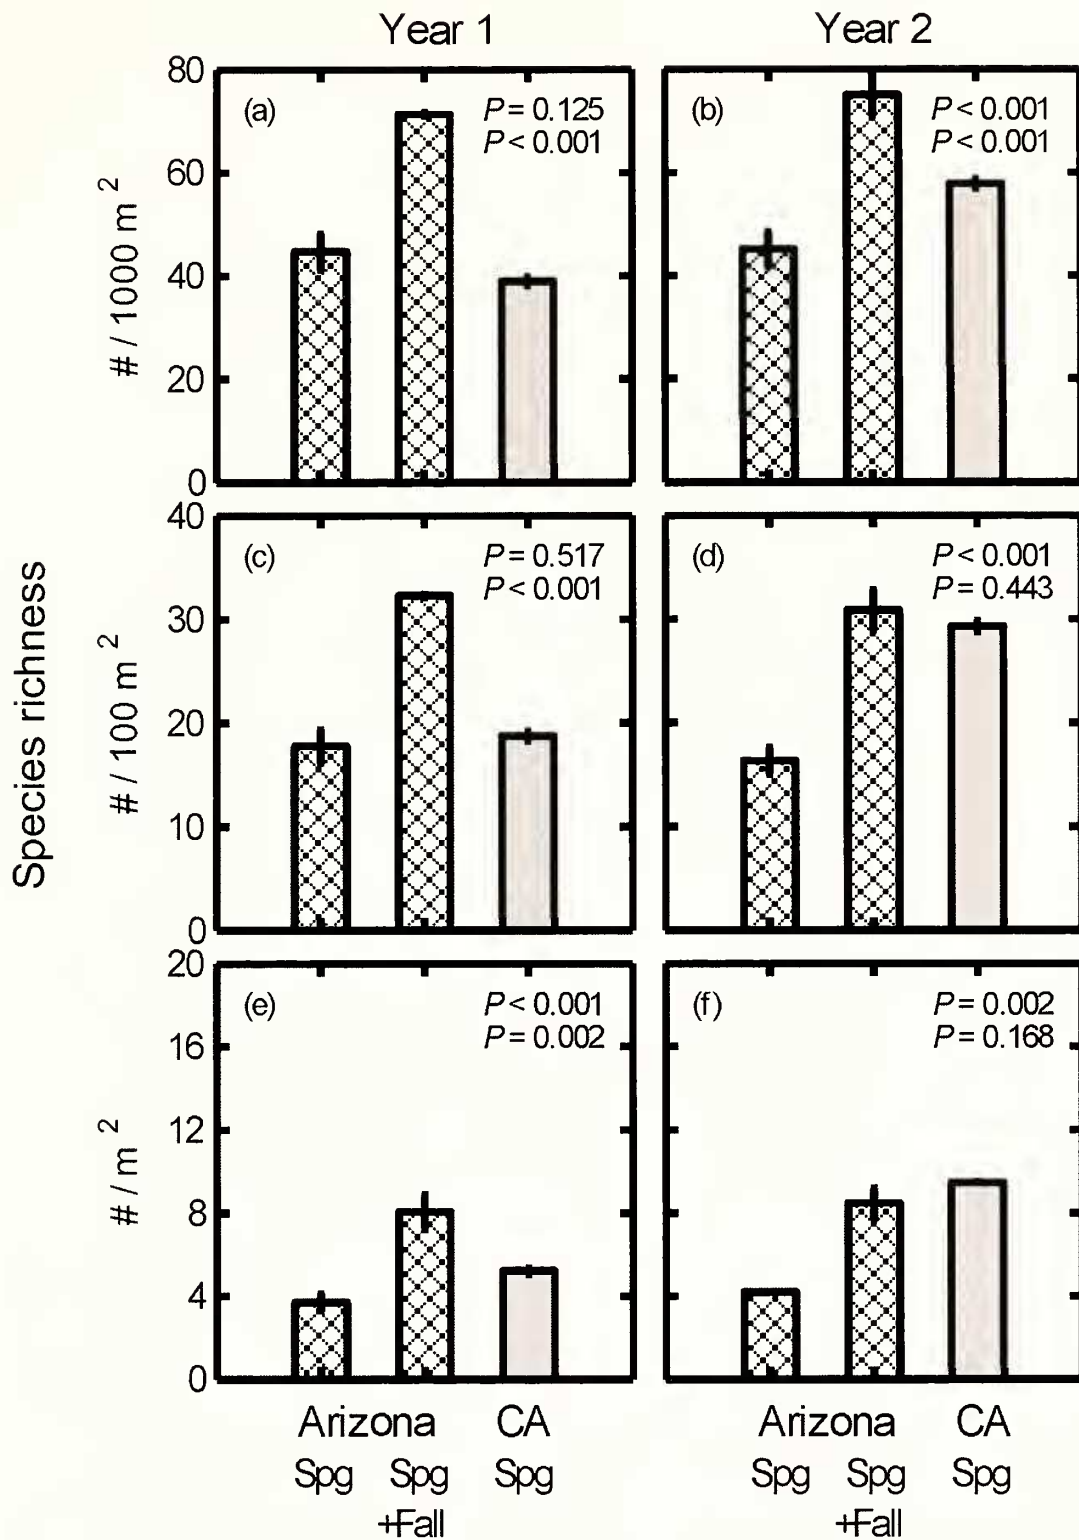 Year 1
Year 2
Species richness
# / 1000 m 2
80
60
40
20
0
(a)
P = 0.125
P < 0.001
(b)
P < 0.001
P < 0.001
# / 100 m 2
40
30
20
10
0
(c)
P = 0.517
P < 0.001
(d)
P < 0.001
P = 0.443
# / m 2
20
16
12
8
4
0
(e)
P < 0.001
P = 0.002
(f)
P = 0.002
P = 0.168
Arizona CA
Spg Spg Spg
+Fall
Arizona CA
Spg Spg Spg
+Fall